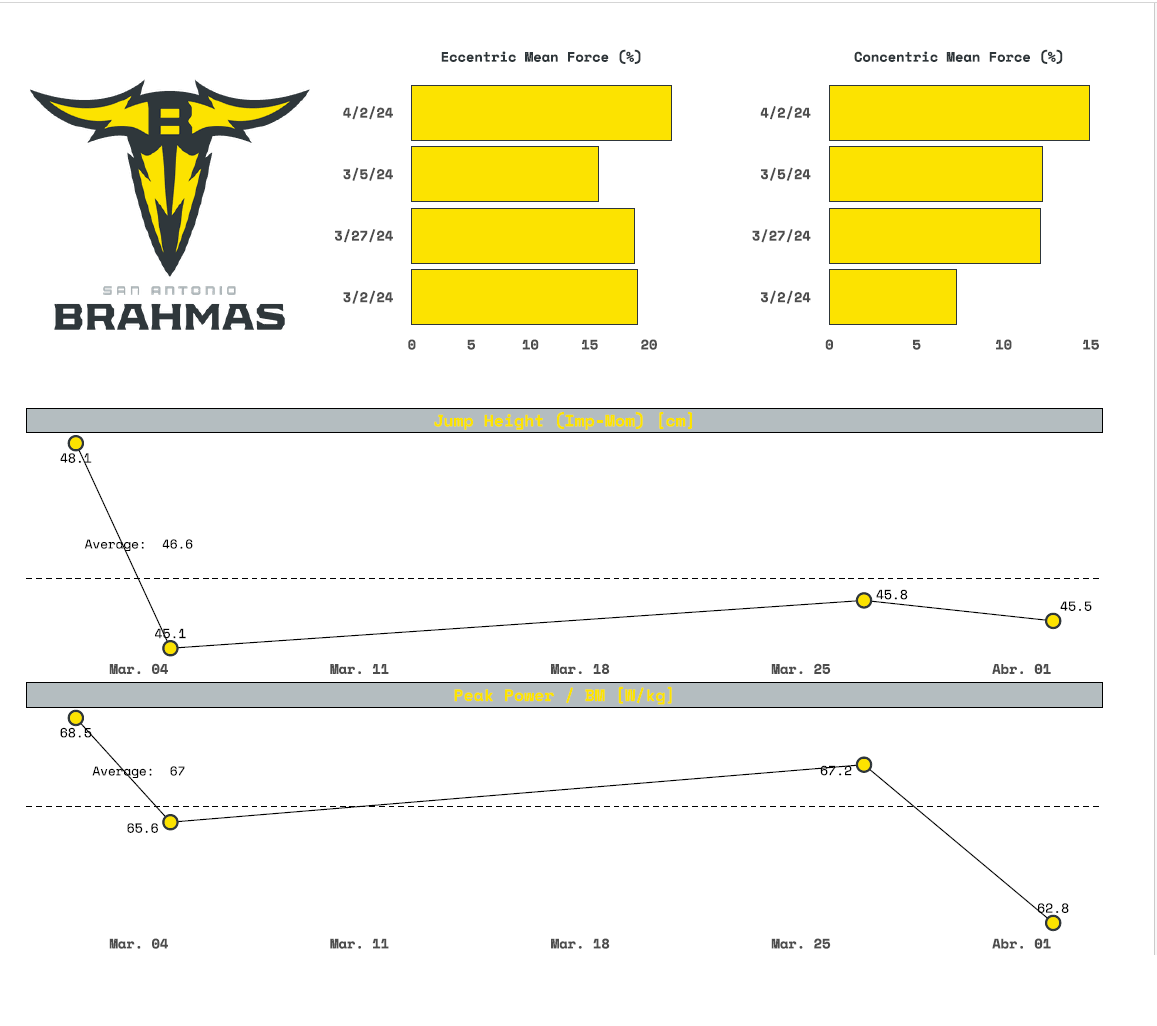 Eccentric Mean Force (%)
4/2/24
3/5/24
3/27/24
3/2/24
0 5 10 15 20
Concentric Mean Force (%)
4/2/24
3/5/24
3/27/24
3/2/24
0 5 10 15
B
SAN ANTONIO
BRAHMAS
Jump Height (Imp-Mom) [cm]
48.1
Average: 46.6
45.1
45.8
45.5
Mar. 04 Mar. 11 Mar. 18 Mar. 25 Abr. 01
Peak Power / BM [W/kg]
68.5
Average: 67
65.6
67.2
62.8
Mar. 04 Mar. 11 Mar. 18 Mar. 25 Abr. 01